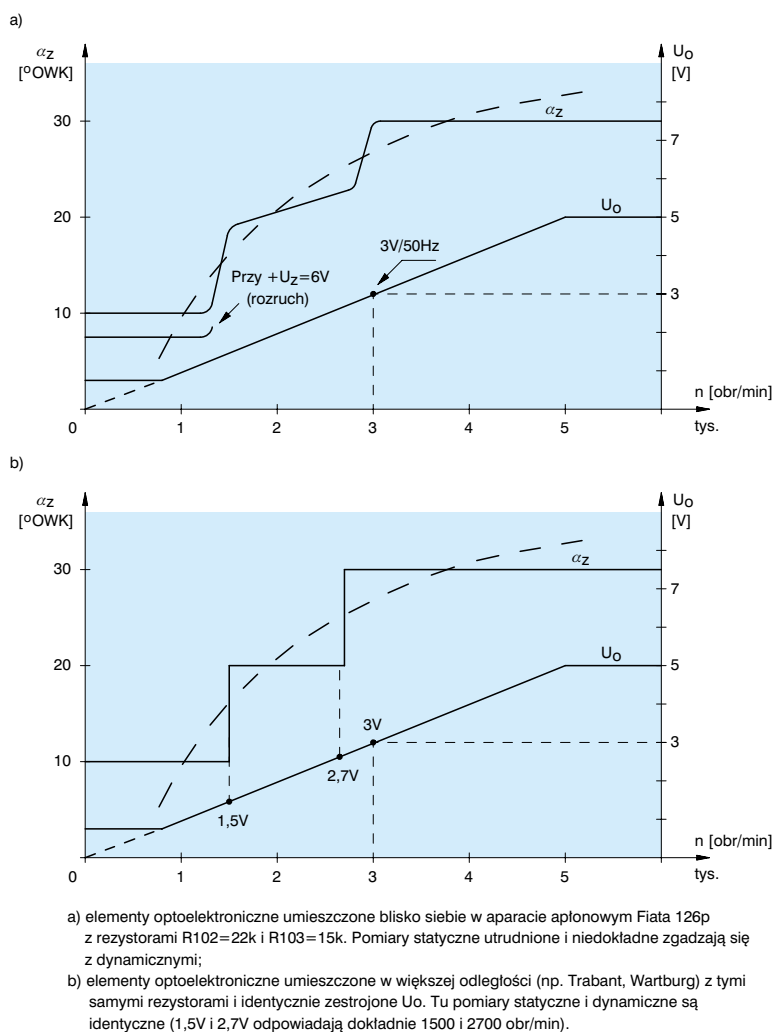 a)
αz
[°OWK]
Uo
[V]
30
αz
7
20
Uo
5
3V/50Hz
Przy +Uz=6V
(rozruch)
10
3
n [obr/min]
0
1
2
3
4
5
tys.
b)
αz
[°OWK]
Uo
[V]
30
αz
7
20
Uo
5
3V
3
10
2,7V
1,5V
n [obr/min]
0
1
2
3
4
5
tys.
a) elementy optoelektroniczne umieszczone blisko siebie w aparacie apłonowym Fiata 126p
z rezystorami R102=22k i R103=15k. Pomiary statyczne utrudnione i niedokładne zgadzają się
z dynamicznymi;
b) elementy optoelektroniczne umieszczone w większej odległości (np. Trabant, Wartburg) z tymi
samymi rezystorami i identycznie zestrojone Uo. Tu pomiary statyczne i dynamiczne są
identyczne (1,5V i 2,7V odpowiadają dokładnie 1500 i 2700 obr/min).